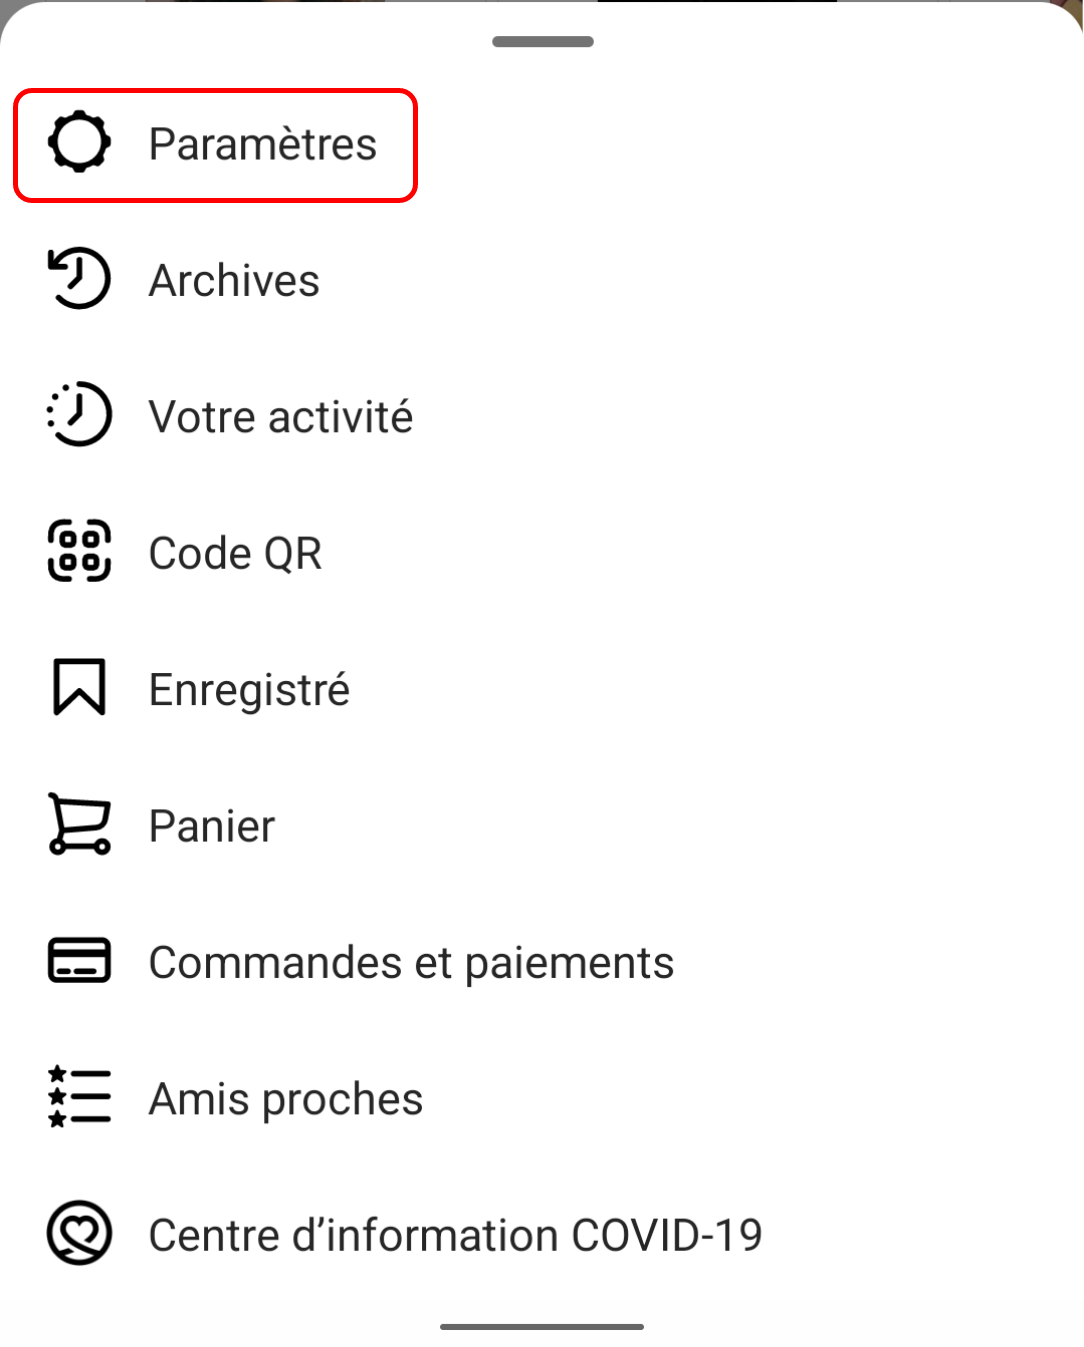 Paramètres
Archives
Votre activité
Code QR
Enregistré
Panier
Commandes et paiements
Amis proches
Centre d’information COVID-19